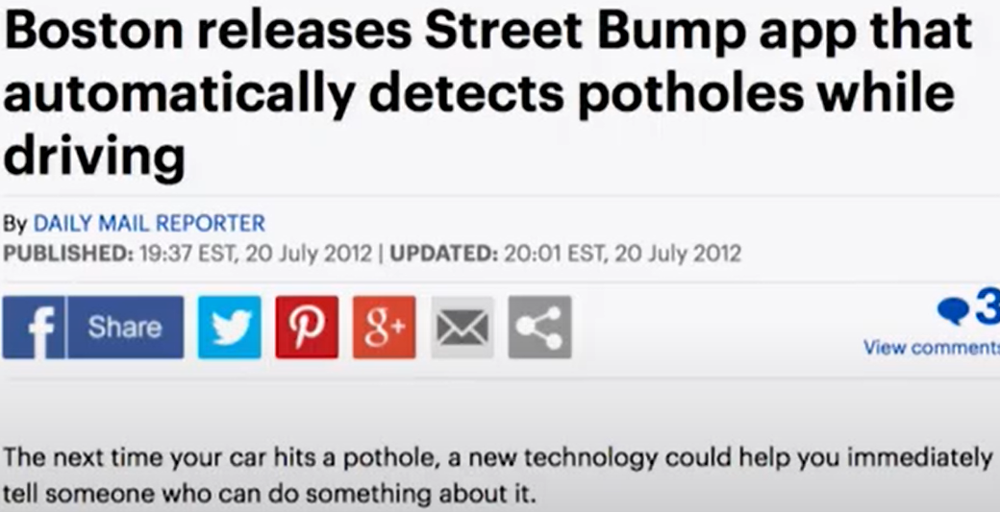 Boston releases Street Bump app that
automatically detects potholes while
driving
By DAILY MAIL REPORTER
PUBLISHED: 19:37 EST, 20 July 2012 | UPDATED: 20:01 EST, 20 July 2012
f Share g+ 3
View comments
The next time your car hits a pothole, a new technology could help you immediately
tell someone who can do something about it.